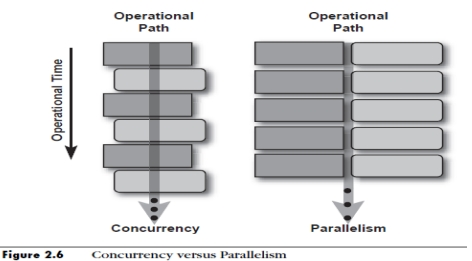 Operational
Path
Operational
Path
Operational Time
Concurrency
Parallelism
Figure 2.6 Concurrency versus Parallelism